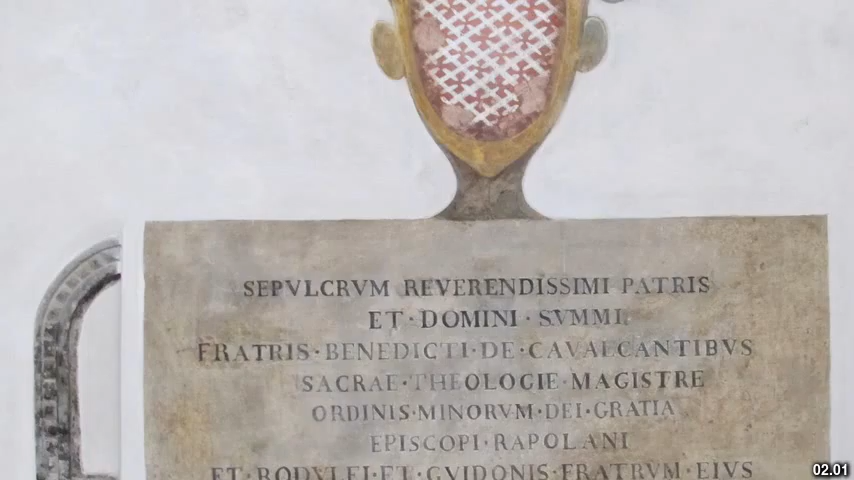 SEPVLCRVM REVERENDISSIMI PATRIS
ET · DOMINI · SVMMI
FRATRIS · BENEDICTI · DE · CAVALCANTIBVS
SACRAE · THEOLOGIE · MAGISTRE
ORDINIS · MINORVM · DEI · GRATIA
EPISCOPI · RAPOLANI
ET · RODVLFI · ET · GVIDONIS · FRATRVM · EIVS
02.01